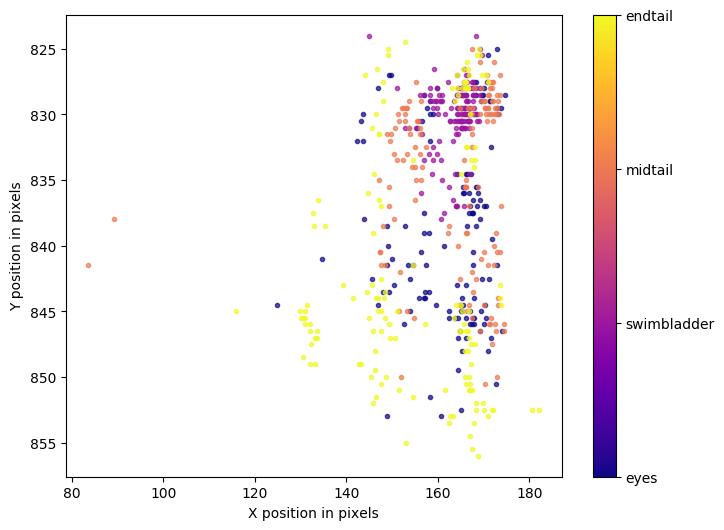 825
830
835
840
845
850
855
Y position in pixels
80
100
120
140
160
180
X position in pixels
endtail
midtail
swimbladder
eyes